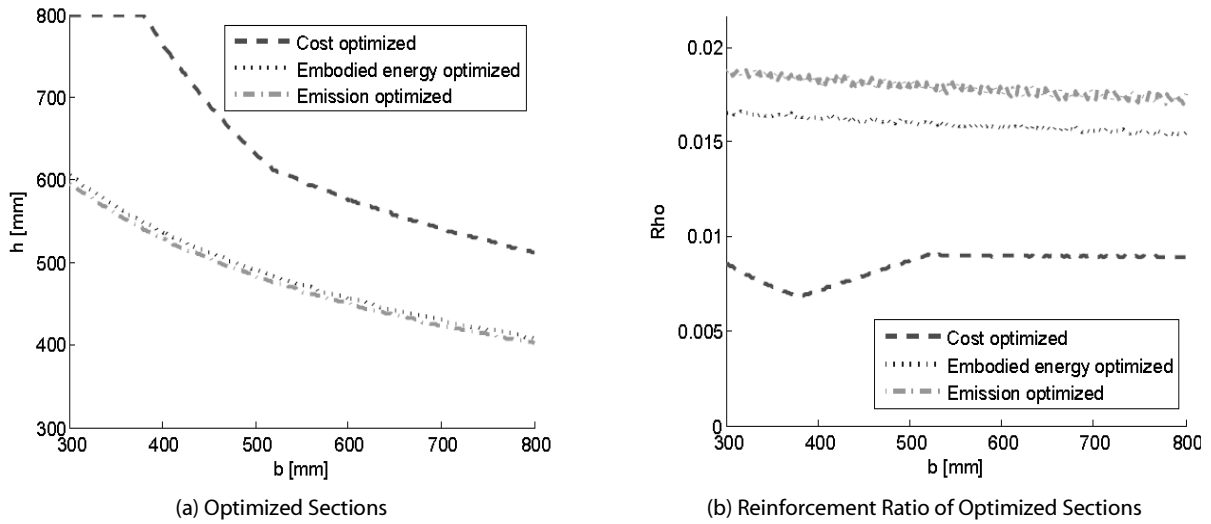 800
700
600
500
400
300
h [mm]
Cost optimized
Embodied energy optimized
Emission optimized
300 400 500 600 700 800
b [mm]
(a) Optimized Sections
0.02
0.015
0.01
0.005
0
Rho
Cost optimized
Embodied energy optimized
Emission optimized
300 400 500 600 700 800
b [mm]
(b) Reinforcement Ratio of Optimized Sections